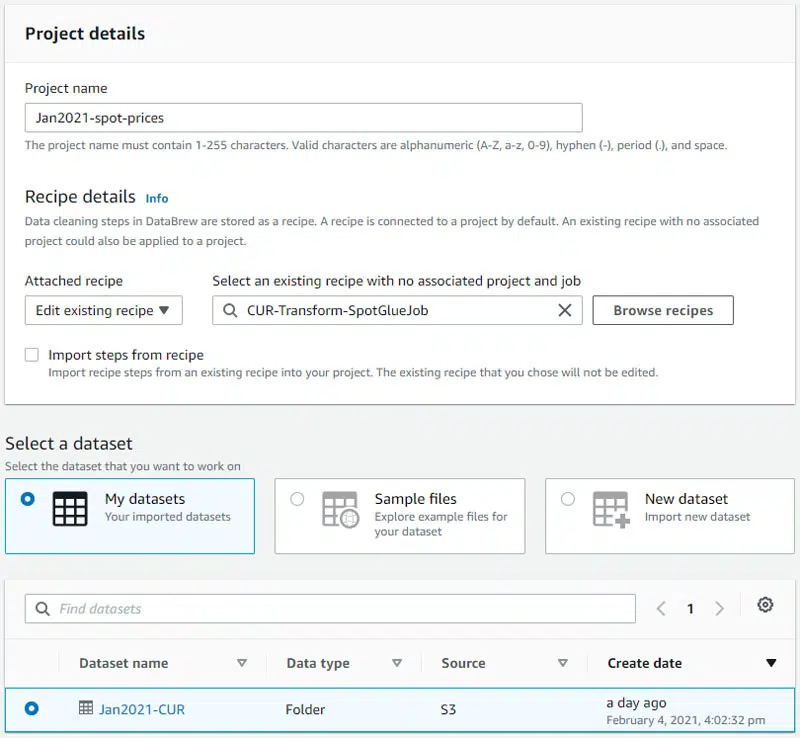 Project details
Project name
Jan2021-spot-prices
The project name must contain 1-255 characters. Valid characters are alphanumeric (A-Z, a-z, 0-9), hyphen (-), period (.), and space.
Recipe details Info
Data cleaning steps in DataBrew are stored as a recipe. A recipe is connected to a project by default. An existing recipe with no associated
project could also be applied to a project.
Attached recipe Select an existing recipe with no associated project and job
Edit existing recipe CUR-Transform-SpotGlueJob Browse recipes
Import steps from recipe
Import recipe steps from an existing recipe into your project. The existing recipe that you chose will not be edited.
Select a dataset
Select the dataset that you want to work on
My datasets Sample files New dataset
Your imported datasets Explore example files for Import new dataset
your dataset
Find datasets 1
Dataset name Data type Source Create date
Jan2021-CUR Folder S3 a day ago
February 4, 2021, 4:02:32 pm